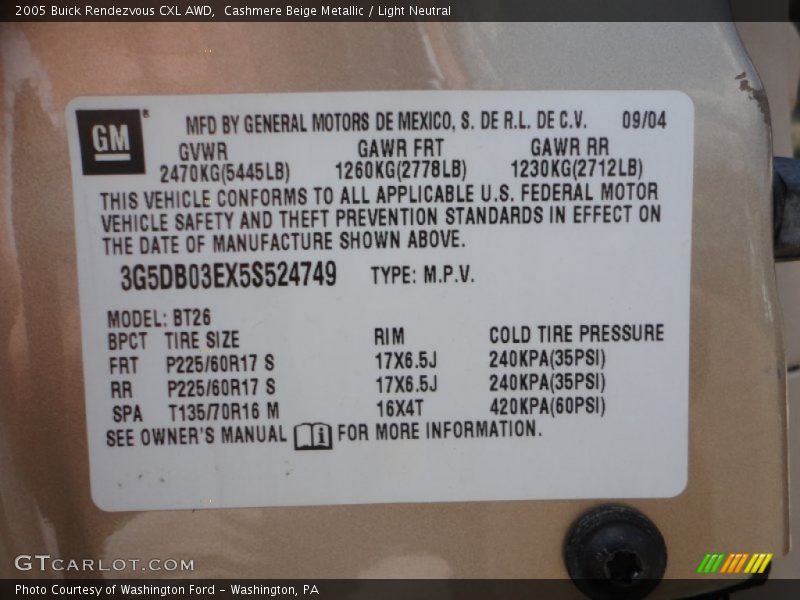 2005 Buick Rendezvous CXL AWD, Cashmere Beige Metallic / Light Neutral
GM ®
MFD BY GENERAL MOTORS DE MEXICO, S. DE R.L. DE C.V. 09/04
GVWR GAWR FRT GAWR RR
2470KG(5445LB) 1260KG(2778LB) 1230KG(2712LB)
THIS VEHICLE CONFORMS TO ALL APPLICABLE U.S. FEDERAL MOTOR
VEHICLE SAFETY AND THEFT PREVENTION STANDARDS IN EFFECT ON
THE DATE OF MANUFACTURE SHOWN ABOVE.
3G5DB03EX5S524749 TYPE: M.P.V.
MODEL: BT26
BPCT TIRE SIZE RIM COLD TIRE PRESSURE
FRT P225/60R17 S 17X6.5J 240KPA(35PSI)
RR P225/60R17 S 17X6.5J 240KPA(35PSI)
SPA T135/70R16 M 16X4T 420KPA(60PSI)
SEE OWNER'S MANUAL i FOR MORE INFORMATION.
GTCARLOT.COM
Photo Courtesy of Washington Ford - Washington, PA